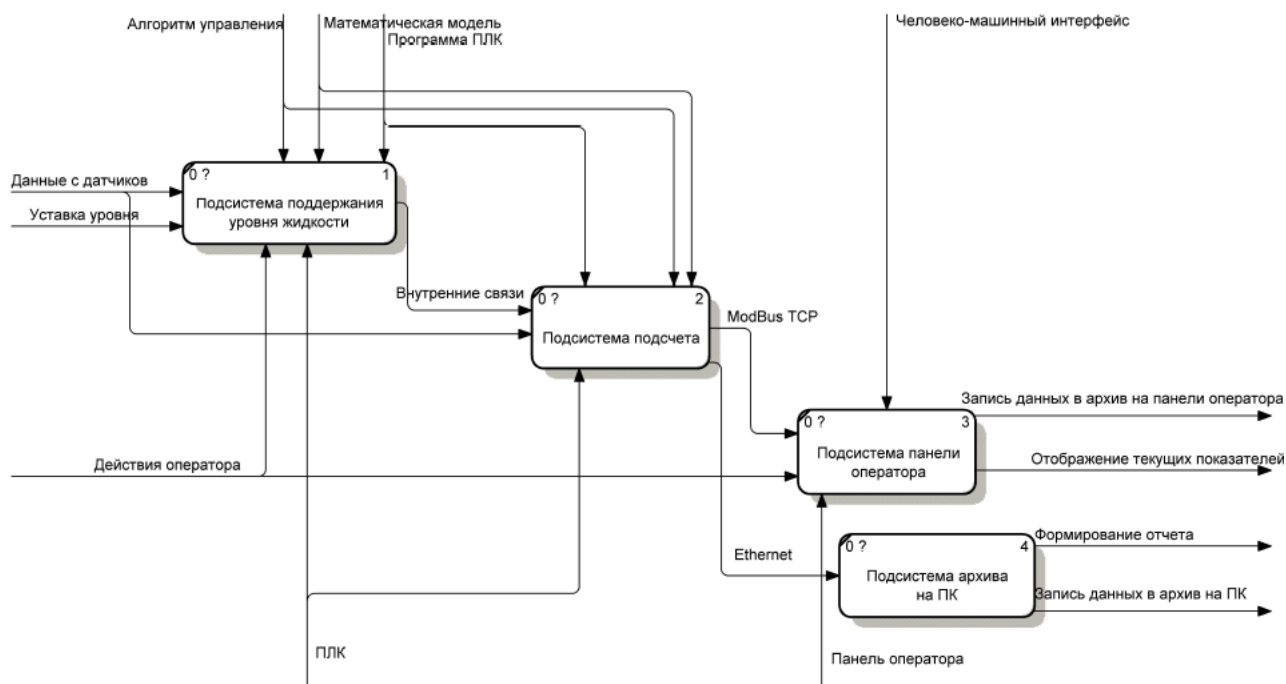 Алгоритм управления
Математическая модель
Программа ПЛК
Человеко-машинный интерфейс
Данные с датчиков
Уставка уровня
0 ?
1
Подсистема поддержания
уровня жидкости
Внутренние связи
0 ?
2
Подсистема подсчета
ModBus TCP
Действия оператора
0 ?
3
Подсистема панели
оператора
Запись данных в архив на панели оператора
Отображение текущих показателей
Ethernet
0 ?
4
Подсистема архива
на ПК
Формирование отчета
Запись данных в архив на ПК
ПЛК
Панель оператора